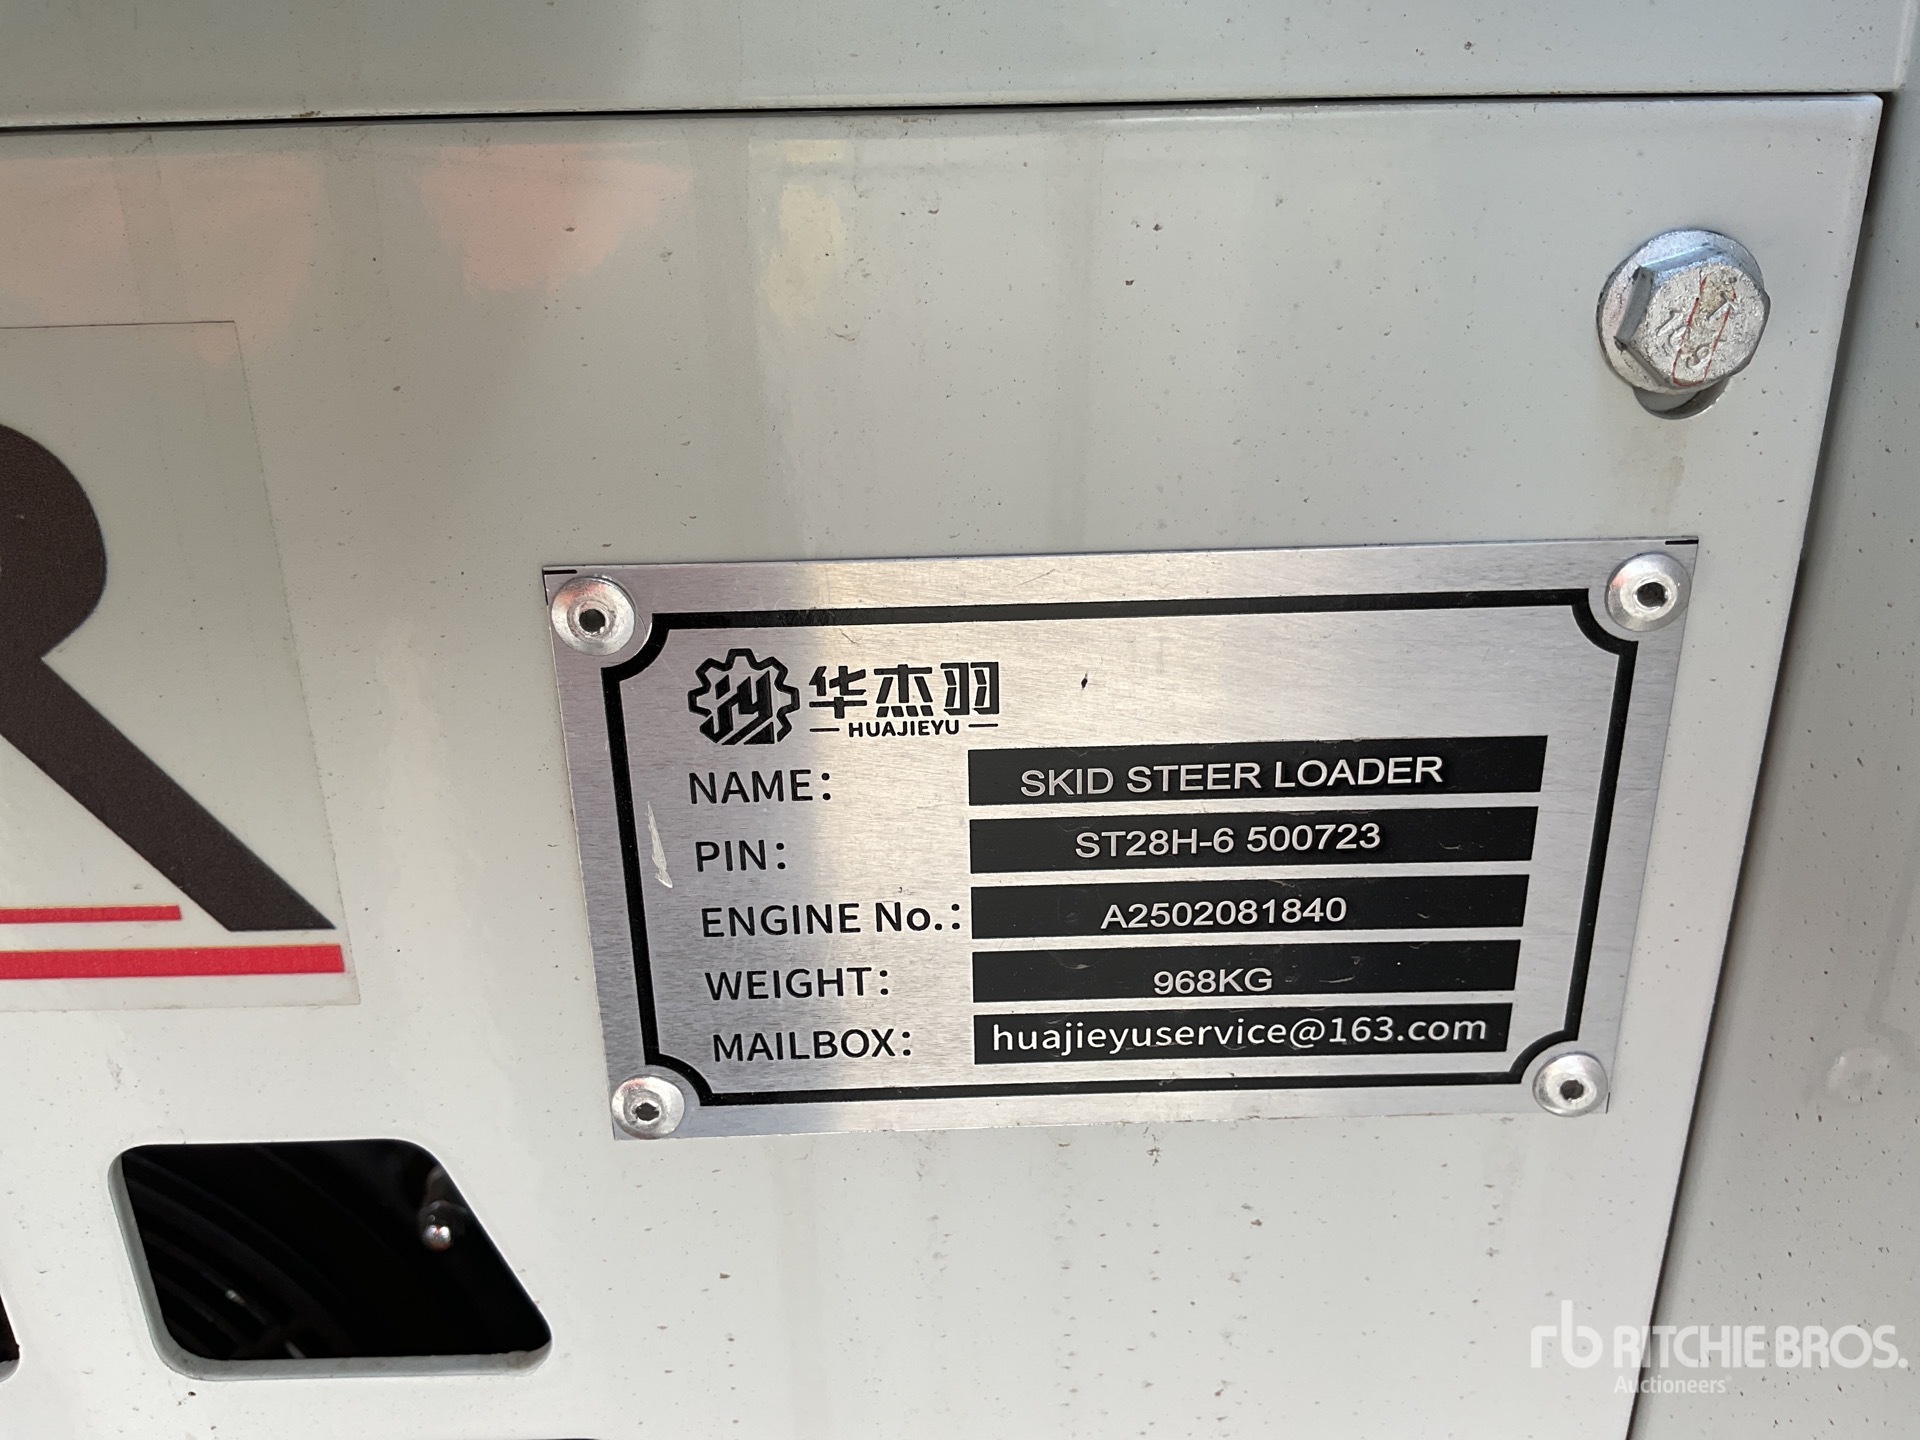 R
华杰羽
HUAJIEYU
NAME: SKID STEER LOADER
PIN: ST28H-6 500723
ENGINE No.: A2502081840
WEIGHT: 968KG
MAILBOX: huajieyuservice@163.com
rb RITCHIE BROS.
Auctioneers